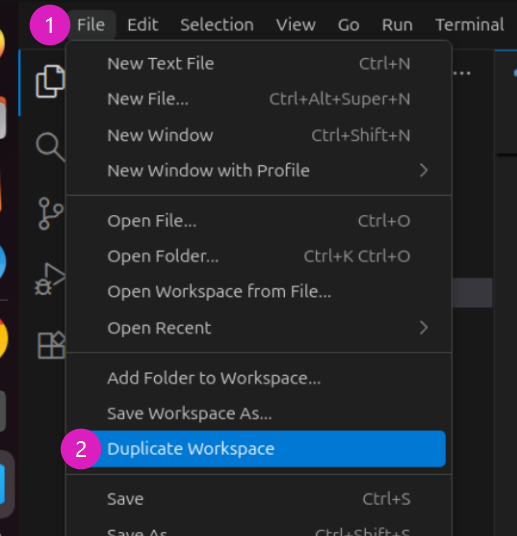 1 File Edit Selection View Go Run Terminal
New Text File Ctrl+N
New File... Ctrl+Alt+Super+N
New Window Ctrl+Shift+N
New Window with Profile
Open File... Ctrl+O
Open Folder... Ctrl+K Ctrl+O
Open Workspace from File...
Open Recent
Add Folder to Workspace...
Save Workspace As...
2 Duplicate Workspace
Save Ctrl+S
Save As Ctrl+Shift+S